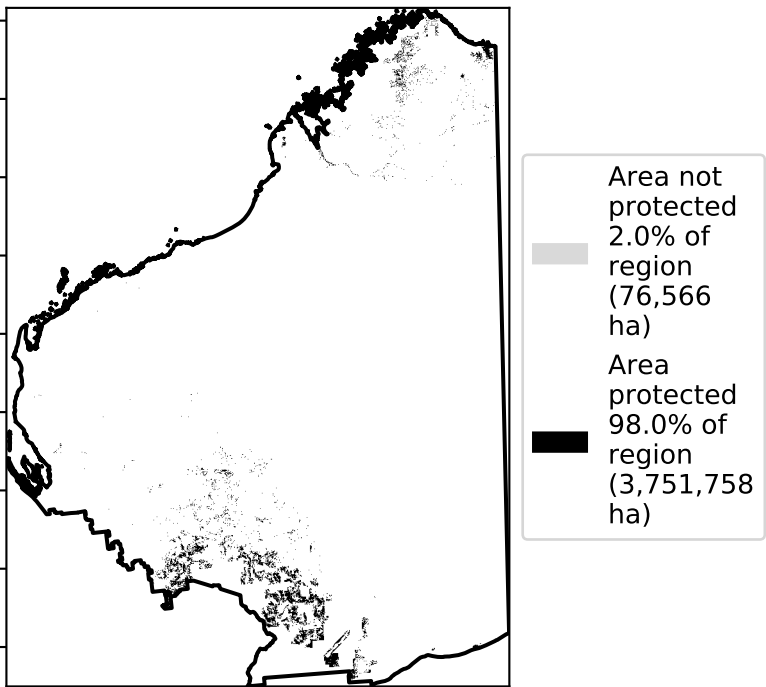 Area not
protected
2.0% of
region
(76,566
ha)
Area
protected
98.0% of
region
(3,751,758
ha)